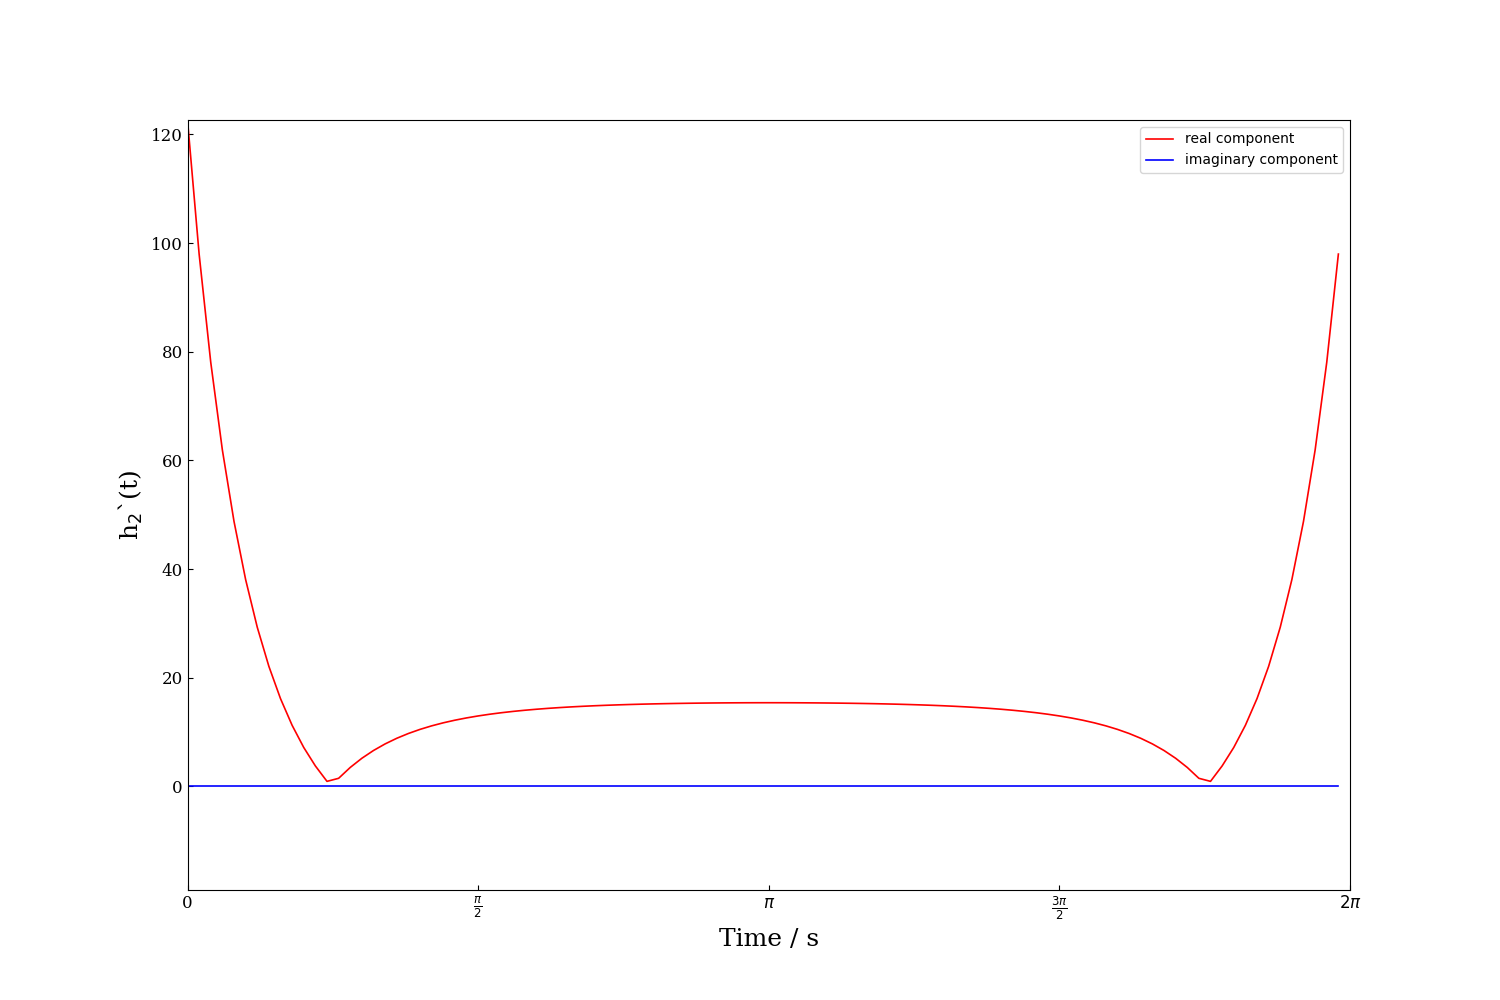 120
100
80
60
40
20
0
h₂`(t)
real component
imaginary component
0
π/2
π
3π/2
2π
Time / s